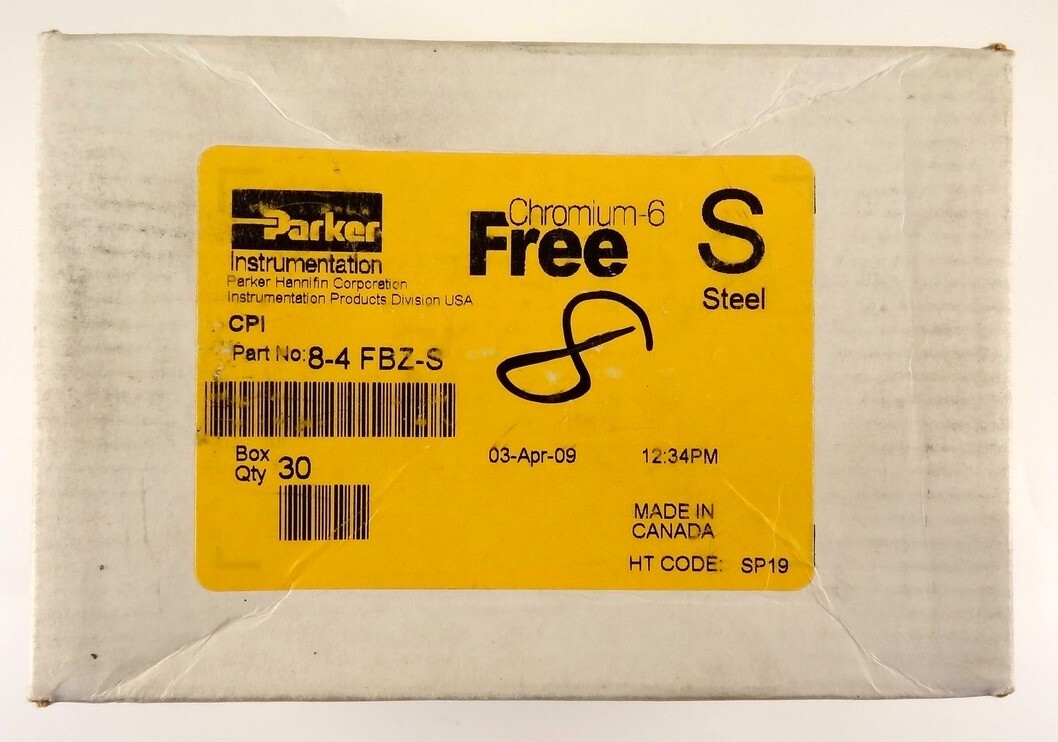 Parker
Instrumentation
Parker Hannifin Corporation
Instrumentation Products Division USA
CPI
Part No: 8-4 FBZ-S
Box
Qty 30
Chromium-6
Free
S
Steel
8
03-Apr-09 12:34PM
MADE IN
CANADA
HT CODE: SP19